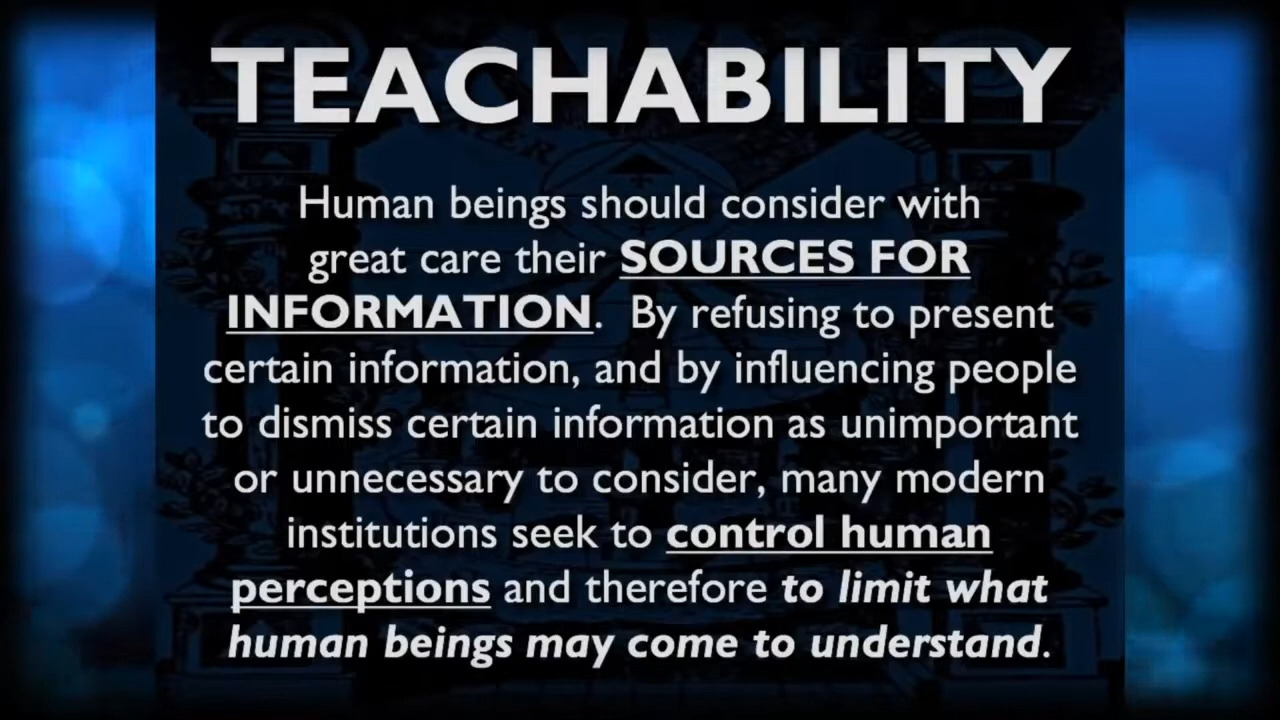 TEACHABILITY
Human beings should consider with
great care their SOURCES FOR
INFORMATION. By refusing to present
certain information, and by influencing people
to dismiss certain information as unimportant
or unnecessary to consider, many modern
institutions seek to control human
perceptions and therefore to limit what
human beings may come to understand.